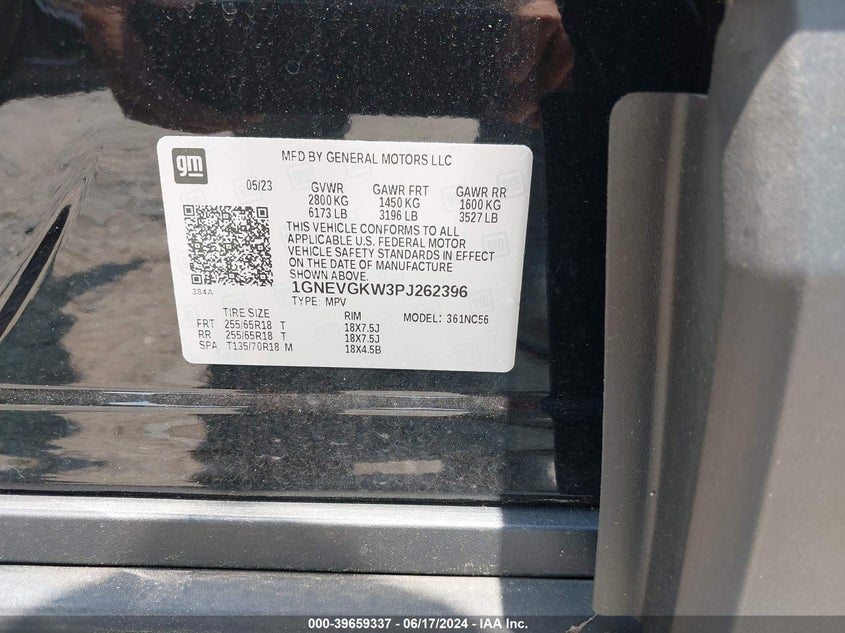 gm
MFD BY GENERAL MOTORS LLC
05/23 GVWR GAWR FRT GAWR RR
2800 KG 1450 KG 1600 KG
6173 LB 3196 LB 3527 LB
THIS VEHICLE CONFORMS TO ALL
APPLICABLE U.S. FEDERAL MOTOR
VEHICLE SAFETY STANDARDS IN EFFECT
ON THE DATE OF MANUFACTURE
SHOWN ABOVE.
384A
1GNEVGKW3PJ262396
TYPE MPV
TIRE SIZE RIM MODEL: 361NC56
FRT 255/65R18 T 18X7.5J
RR 255/65R18 T 18X7.5J
SPA T135/70R18 M 18X4.5B
000-39659337 - 06/17/2024 - IAA Inc.